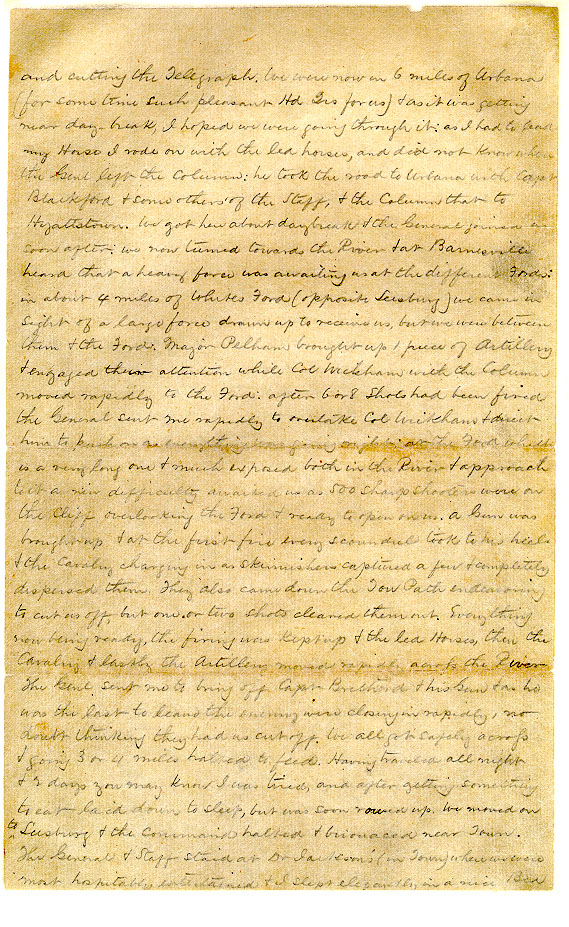 and cutting the Telegraph. We were now in 6 miles of Urbana
(for some time such pleasant Hd Qrs for us) & as it was getting
near day-break, I hoped we were going through it: as I had to lead
my Horse I rode on with the led horses, and did not know when
the Genl left the Column: he took the road to Urbana with Capt
Blackford & some others of the Staff, & the Column that to
Hyattstown. We got here about daybreak & the General joined us
soon after: we now turned towards the River & at Barnesville
heard that a heavy force was awaiting us at the different Fords:
in about 4 miles of Whites Ford (opposite Leesburg) we came in
sight of a large force drawn up to receive us, but we were between
them & the Ford. Major Pelham brought up 1 piece of Artillery
& engaged their attention while Col Wickham with the Column
moved rapidly to the Ford: after 6 or 8 Shots had been fired
the General sent me rapidly to overtake Col Wickham & direct
him to push on as everything was going on right: at the Ford which
is a very long one & much exposed both in the River & approach
to it a new difficulty awaited us as 500 Sharp shooters were on
the Cliff overlooking the Ford & ready to open on us. A Gun was
brought up & at the first fire every scoundrel took to his heels
& the Cavalry charging in as skirmishers captured a few & completely
dispersed them. They also came down the Tow Path endeavoring
to cut us off, but one or two shots cleared them out. Everything
now being ready, the firing was Kept up & the led Horses, then the
Cavalry & lastly the Artillery moved rapidly across the River
The Genl. sent me to bring off Capt Bretherd & his Gun & as he
was the last to leave the enemy were closing in rapidly, no
doubt thinking they had us cut off. We all got safely across
& going 3 or 4 miles halted to feed. Having traveled all night
& 2 days you may know I was tired, and after getting something
to eat laid down to sleep, but was soon roused up. We moved on
to Leesburg & the Command halted & biouaced near Town.
The General & Staff staid at Dr Jacksons (in Town) where we were
most hospitably entertained & I slept elegantly in a nice Bed